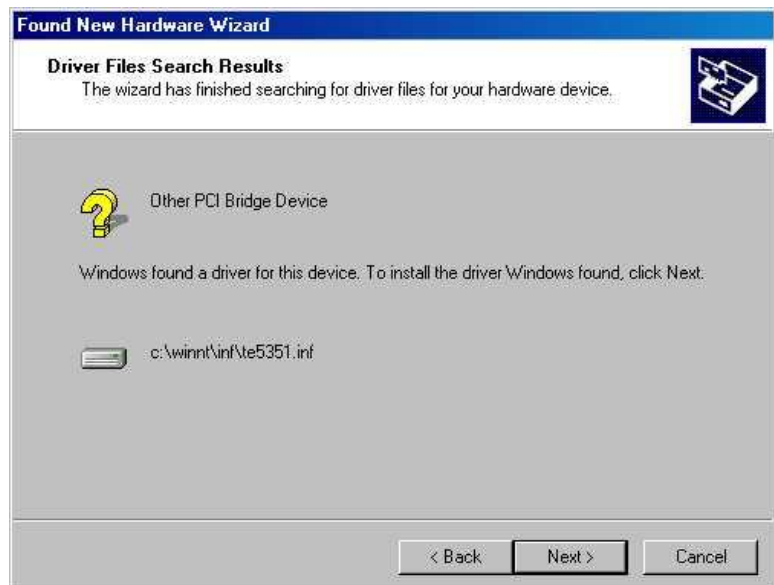 Found New Hardware Wizard
Driver Files Search Results
The wizard has finished searching for driver files for your hardware device.
Other PCI Bridge Device
Windows found a driver for this device. To install the driver Windows found, click Next.
c:\winnt\inf\te5351.inf
< Back Next > Cancel